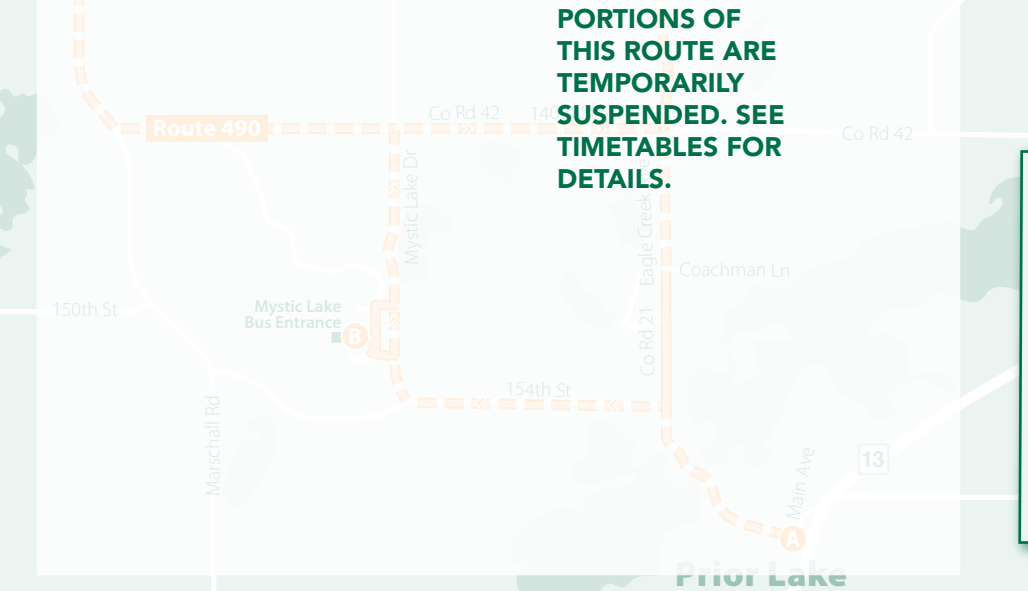 PORTIONS OF
THIS ROUTE ARE
TEMPORARILY
SUSPENDED. SEE
TIMETABLES FOR
DETAILS.
Co Rd 42
Route 490
Co Rd 42
Mystic Lake Dr
Eagle Creek
Coachman Ln
150th St
Mystic Lake
Bus Entrance
B
Co Rd 21
154th St
Marschall Rd
Main Ave
13
A
Prior Lake